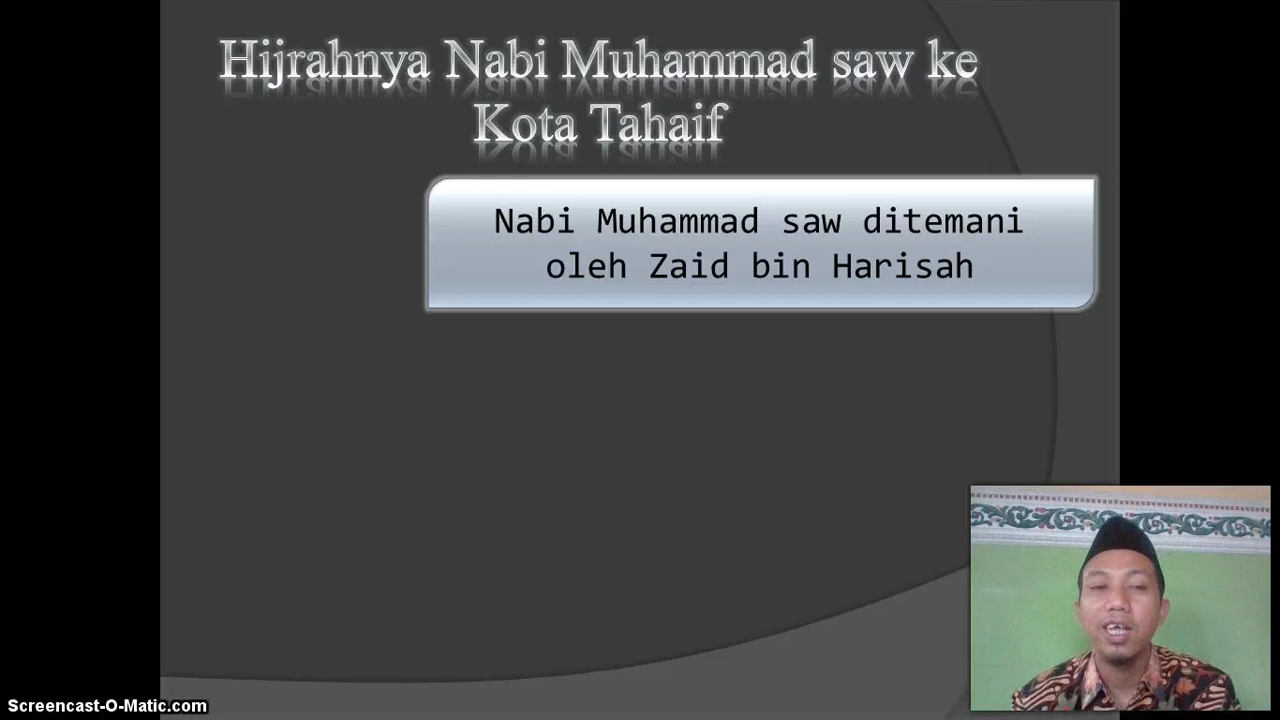 Hijrahnya Nabi Muhammad saw ke
Kota Tahaif
Nabi Muhammad saw ditemani
oleh Zaid bin Harisah
Screencast-O-Matic.com